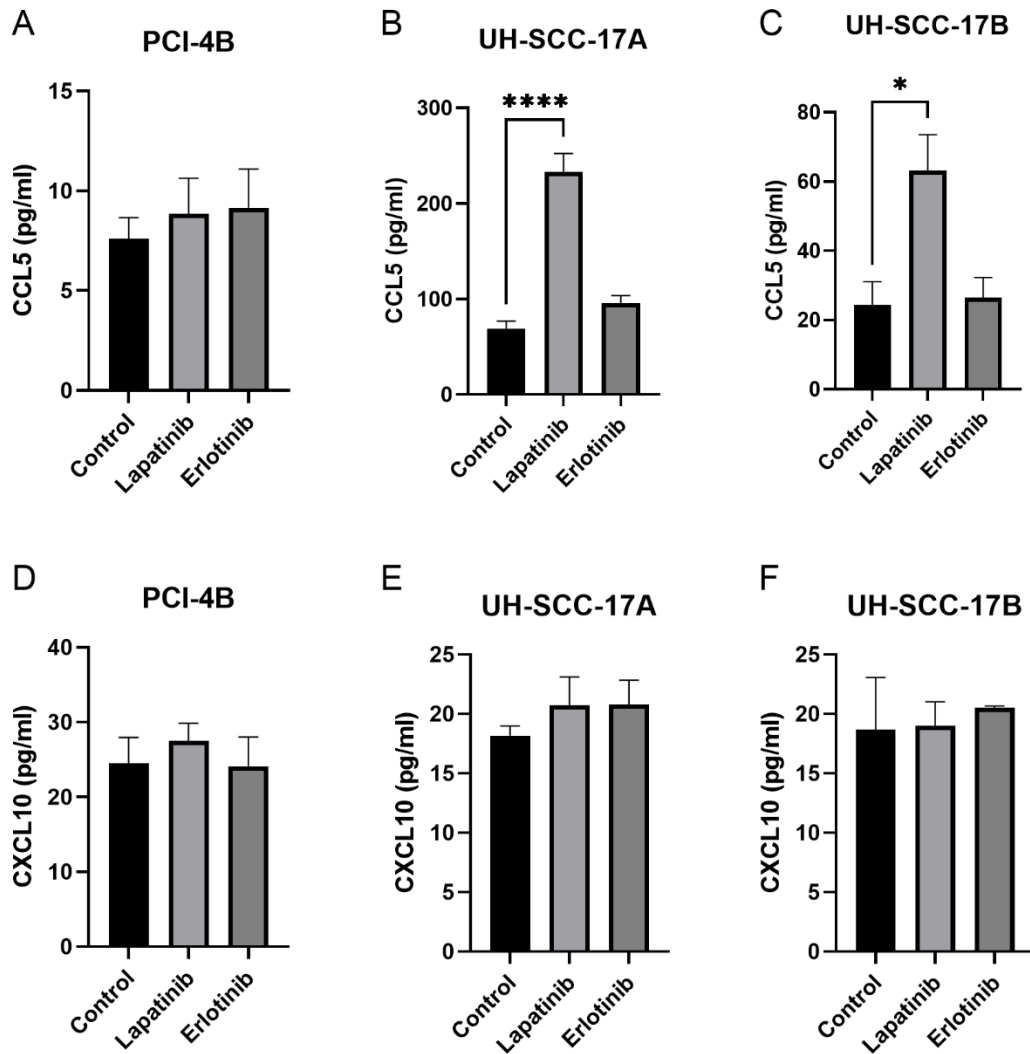 A
PCI-4B
CCL5 (pg/ml)
15
10
5
0
Control
Lapatinib
Erlotinib
B
UH-SCC-17A
CCL5 (pg/ml)
300
200
100
0
****
Control
Lapatinib
Erlotinib
C
UH-SCC-17B
CCL5 (pg/ml)
80
60
40
20
0
*
Control
Lapatinib
Erlotinib
D
PCI-4B
CXCL10 (pg/ml)
40
30
20
10
0
Control
Lapatinib
Erlotinib
E
UH-SCC-17A
CXCL10 (pg/ml)
25
20
15
10
5
0
Control
Lapatinib
Erlotinib
F
UH-SCC-17B
CXCL10 (pg/ml)
25
20
15
10
5
0
Control
Lapatinib
Erlotinib